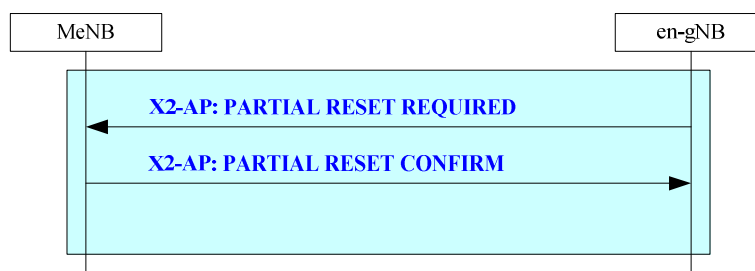 MeNB
en-gNB
X2-AP: PARTIAL RESET REQUIRED
X2-AP: PARTIAL RESET CONFIRM